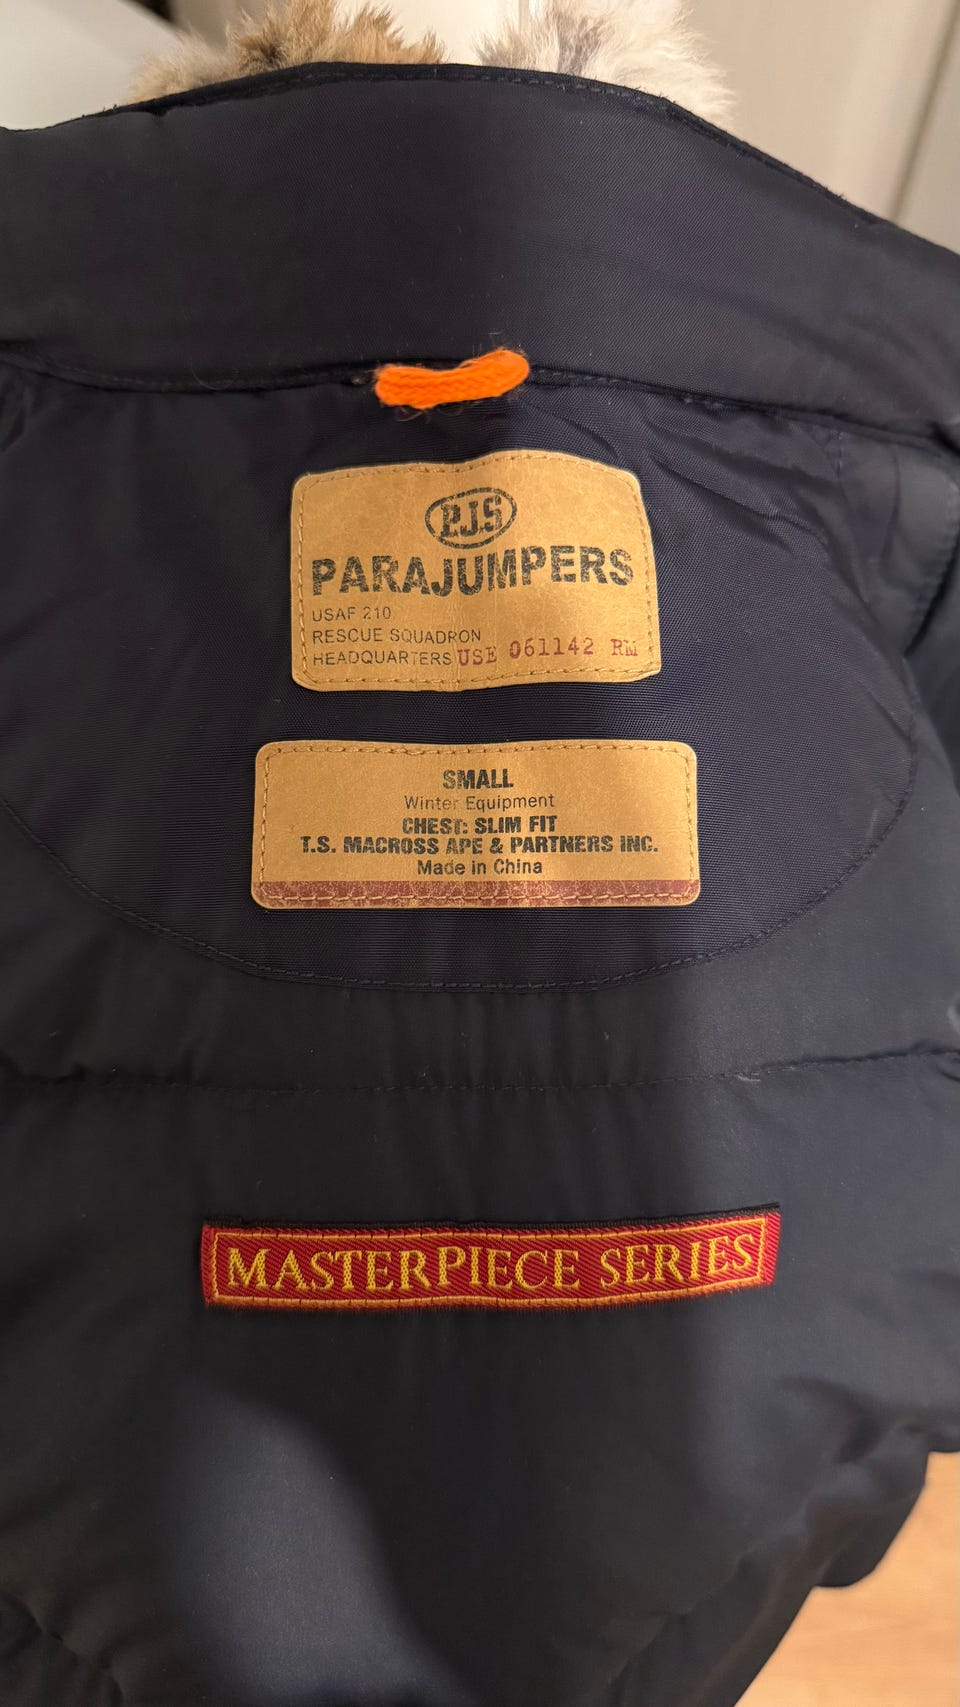 P.J.S
PARAJUMPERS
USAF 210
RESCUE SQUADRON
HEADQUARTERS USE 061142 RM
SMALL
Winter Equipment
CHEST: SLIM FIT
T.S. MACROSS APE & PARTNERS INC.
Made in China
MASTERPIECE SERIES